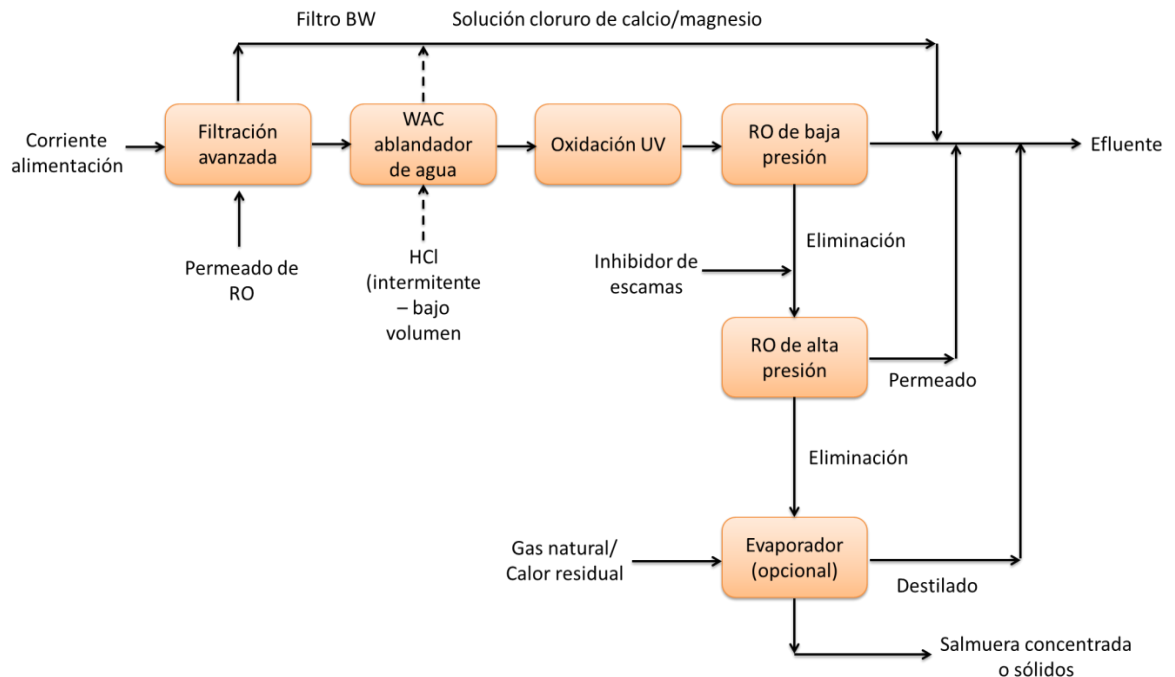 Filtro BW
Solución cloruro de calcio/magnesio
Corriente
alimentación
Filtración
avanzada
WAC
ablandador
de agua
Oxidación UV
RO de baja
presión
Efluente
Permeado de
RO
HCl
(intermitente
– bajo
volumen
Eliminación
Inhibidor de
escamas
RO de alta
presión
Permeado
Eliminación
Gas natural/
Calor residual
Evaporador
(opcional)
Destilado
Salmuera concentrada
o sólidos